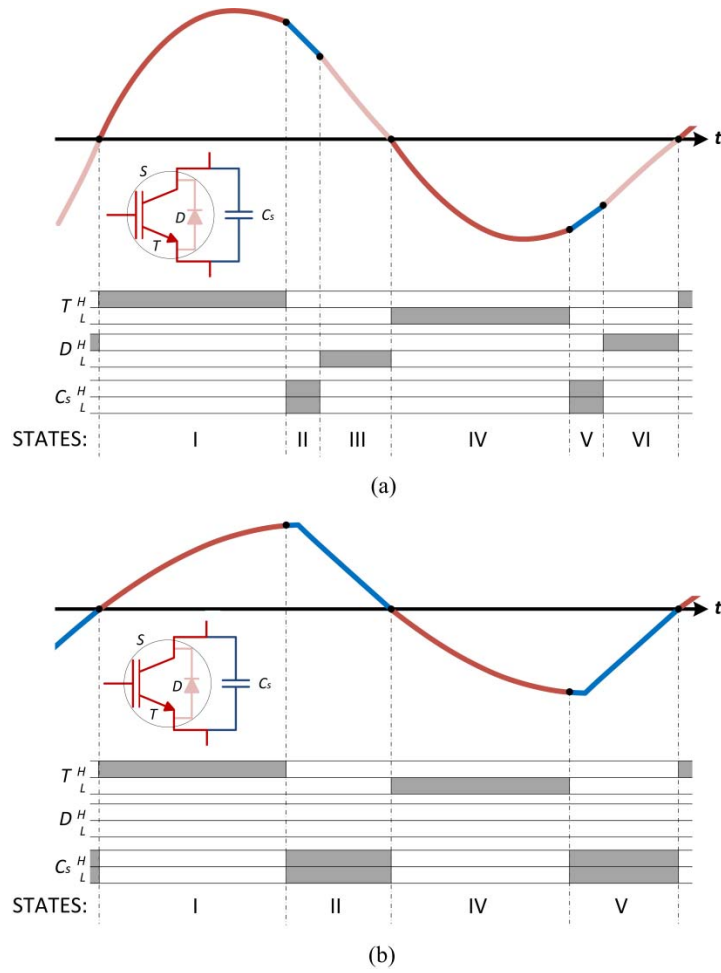 t
S
D
Cs
T
T H
L
D H
L
Cs H
L
STATES: I II III IV V VI
(a)
t
S
D
Cs
T
T H
L
D H
L
Cs H
L
STATES: I II IV V
(b)